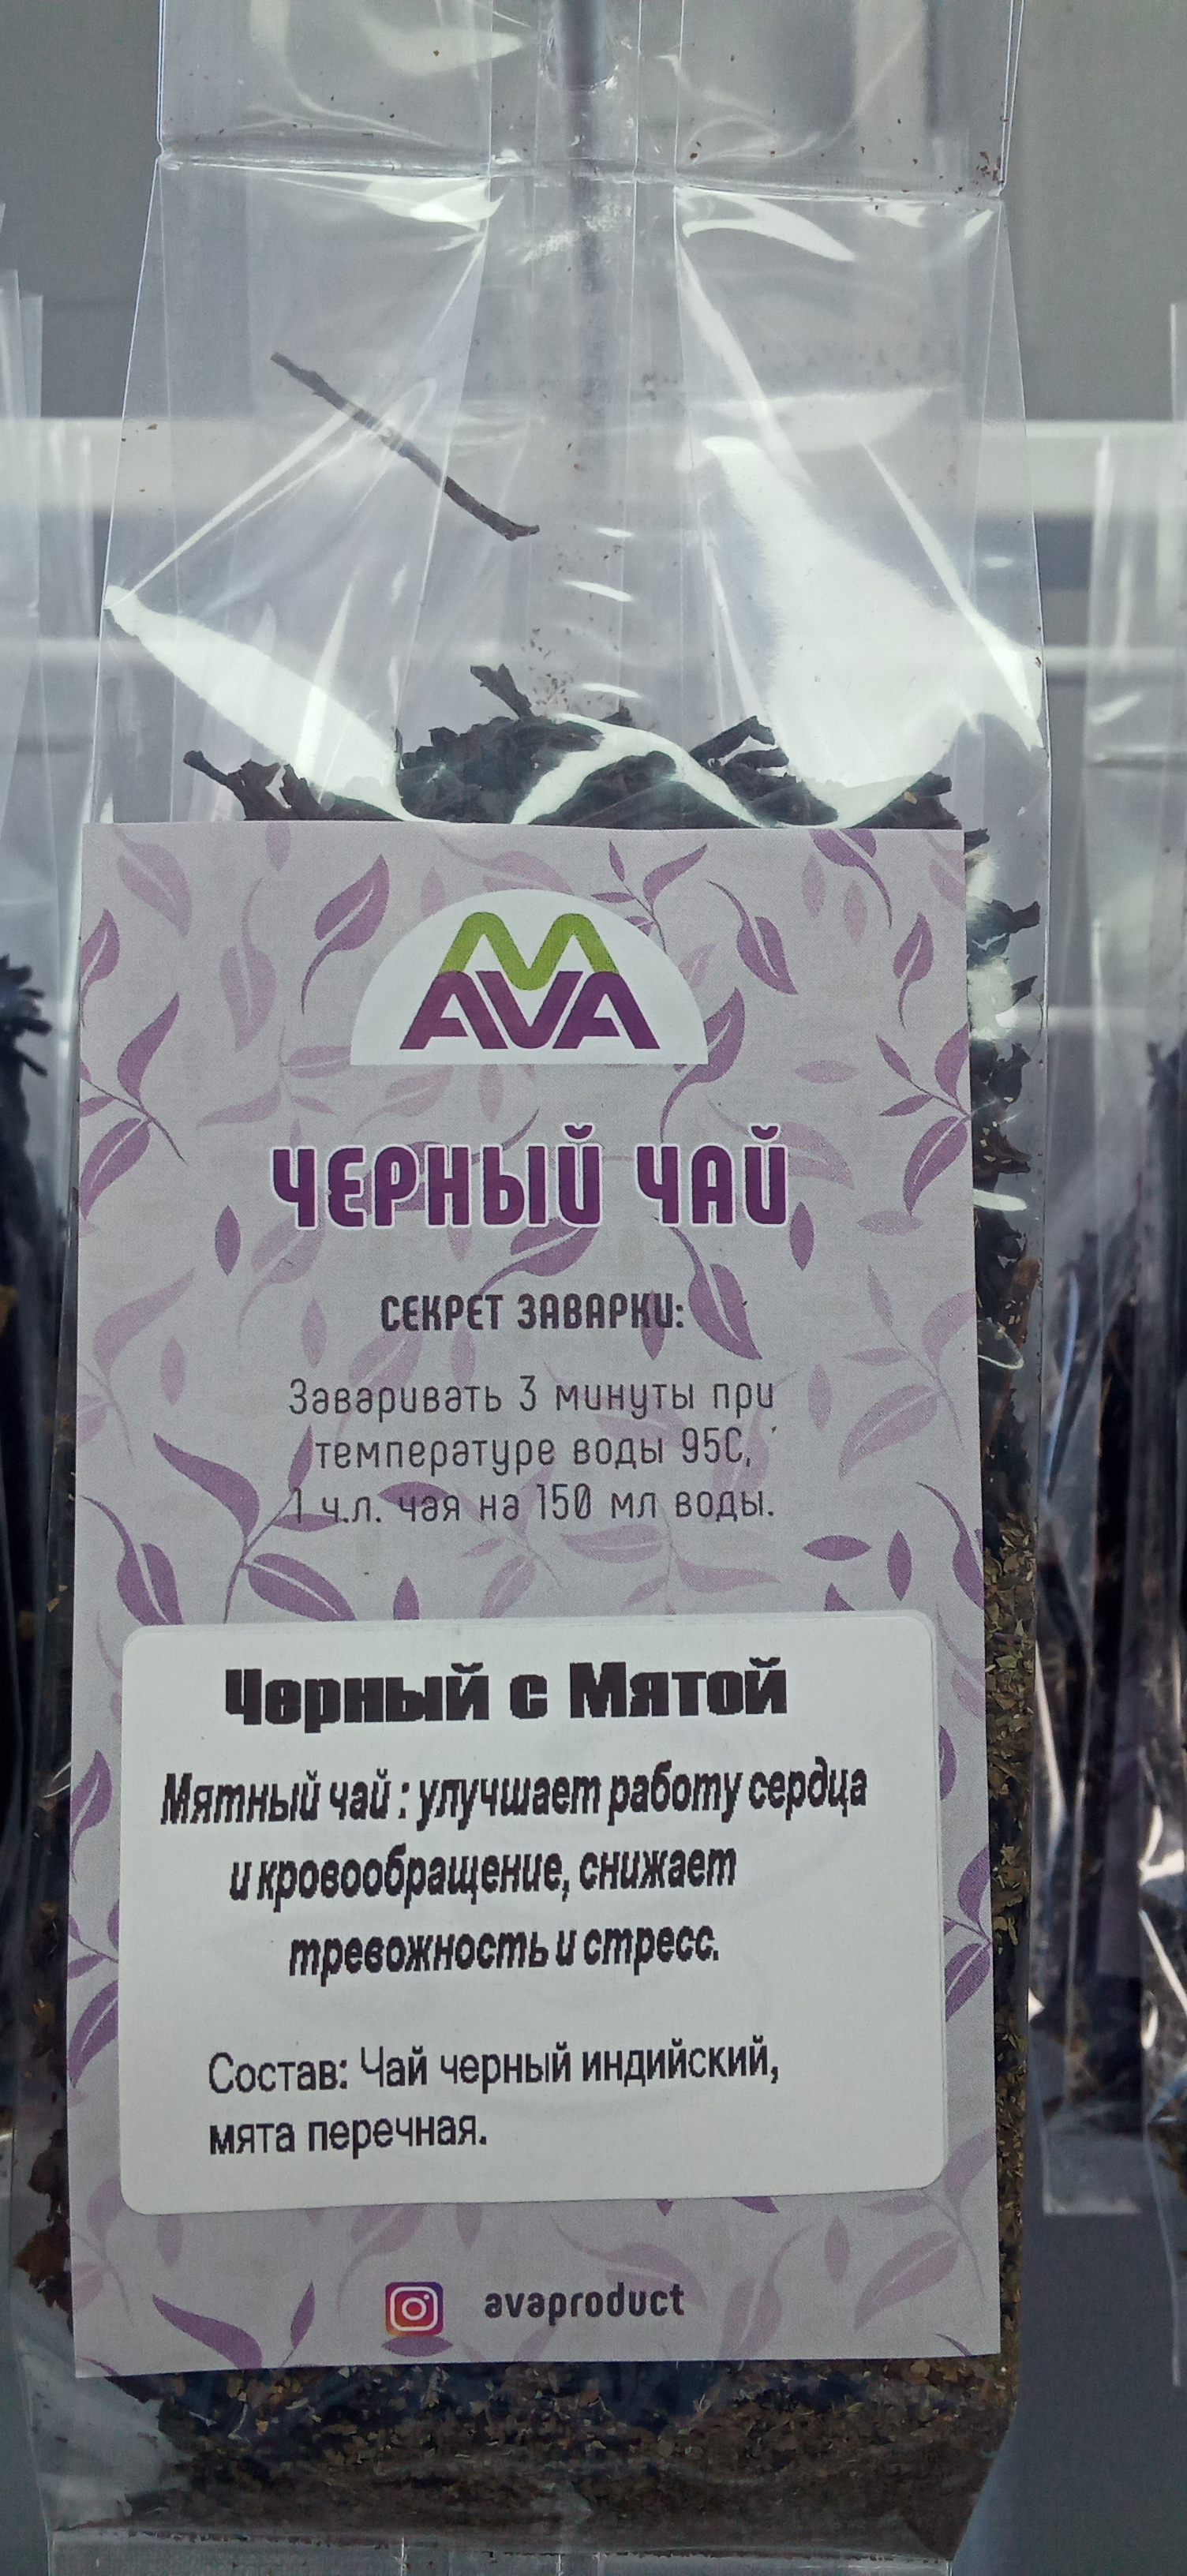 AVA
ЧЕРНЫЙ ЧАЙ
СЕКРЕТ ЗАВАРКИ:
Заваривать 3 минуты при
температуре воды 95С,
1 ч.л. чая на 150 мл воды.
Черный с Мятой
Мятный чай : улучшает работу сердца
и кровообращение, снижает
тревожность и стресс.
Состав: Чай черный индийский,
мята перечная.
avaproduct